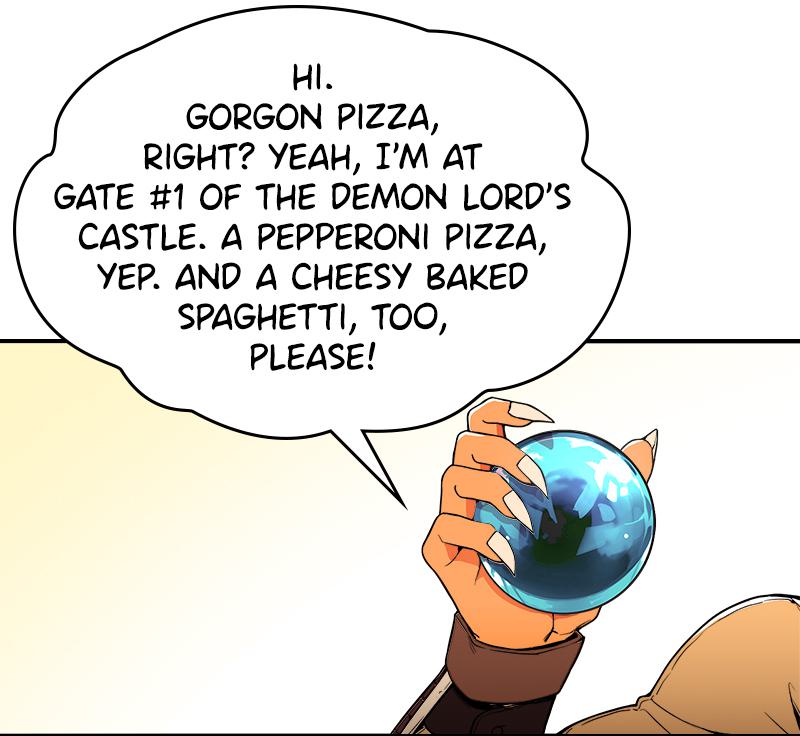 HI.
GORGON PIZZA,
RIGHT? YEAH, I'M AT
GATE #1 OF THE DEMON LORD'S
CASTLE. A PEPPERONI PIZZA,
YEP. AND A CHEESY BAKED
SPAGHETTI, TOO,
PLEASE!